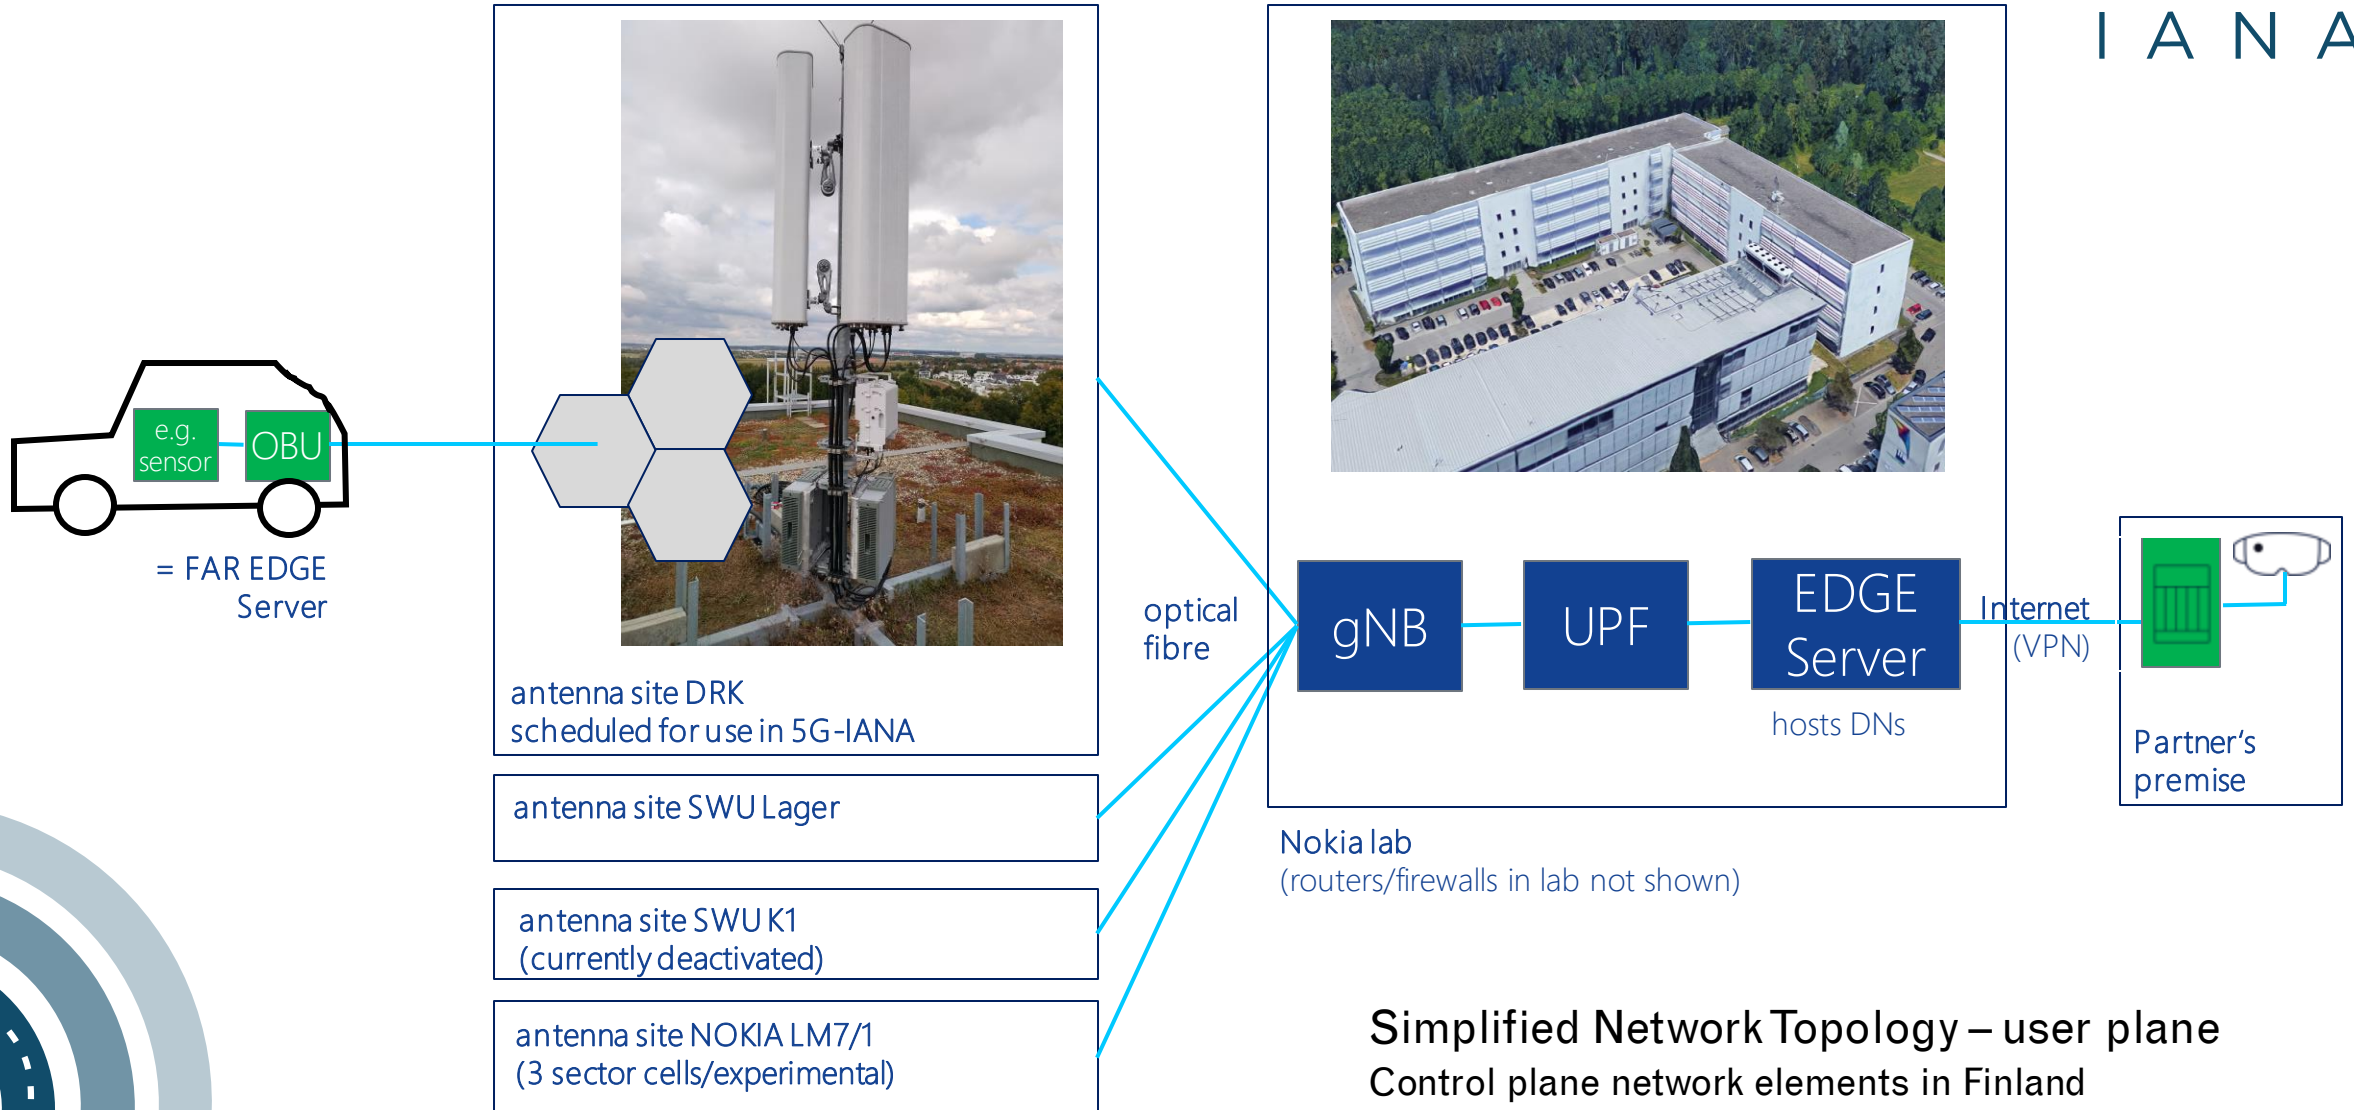 I A N A
e.g.
sensor
OBU
= FAR EDGE
Server
antenna site DRK
scheduled for use in 5G-IANA
antenna site SWU Lager
antenna site SWU K1
(currently deactivated)
antenna site NOKIA LM7/1
(3 sector cells/experimental)
optical
fibre
gNB
UPF
EDGE
Server
hosts DNs
Internet
(VPN)
Partner's
premise
Nokia lab
(routers/firewalls in lab not shown)
Simplified Network Topology – user plane
Control plane network elements in Finland